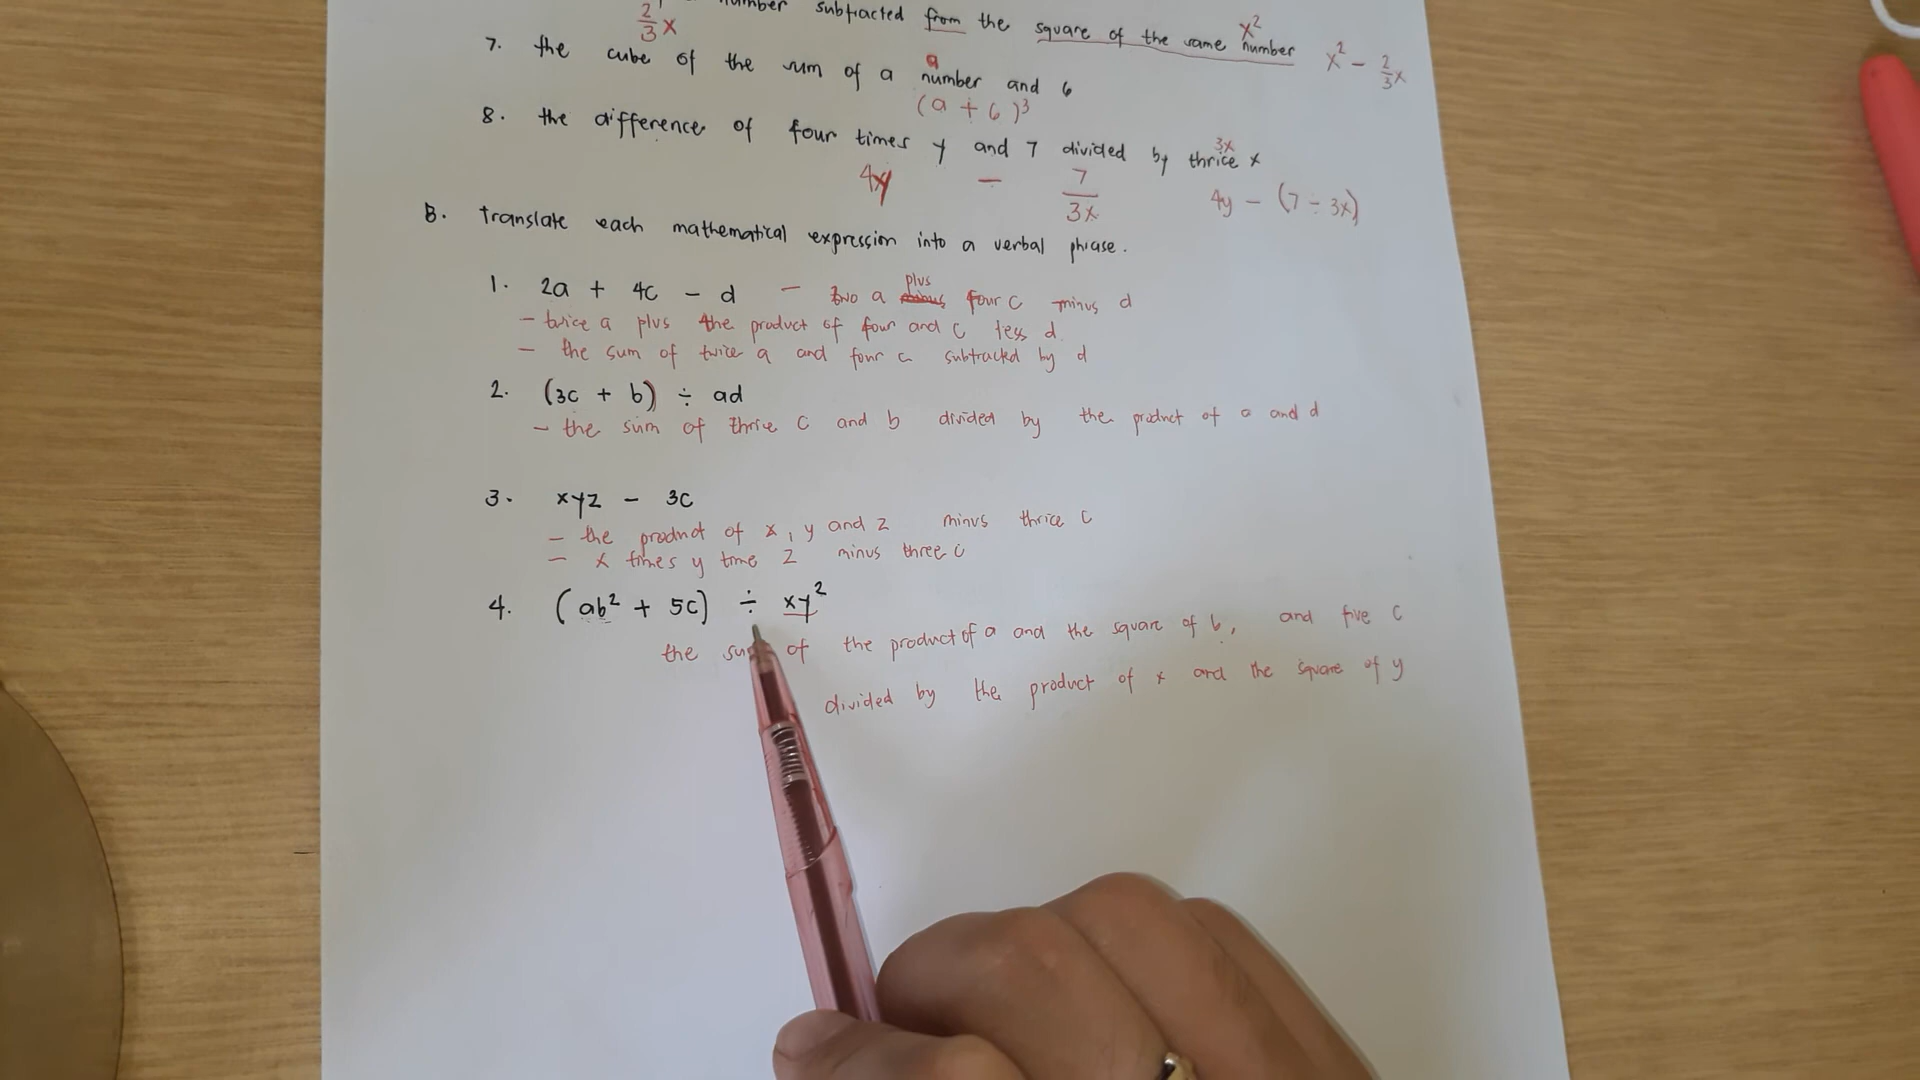 number subtracted from the square of the same number x² x² - 2/3x
2/3 x
7. the cube of the sum of a number and 6
a
(a + 6)³
8. the difference of four times y and 7 divided by thrice x
3x
4y - 7/3x 4y - (7 ÷ 3x)
B. translate each mathematical expression into a verbal phrase.
1. 2a + 4c - d - two a plus four c minus d
- twice a plus the product of four and c less d
- the sum of twice a and four c subtracted by d
2. (3c + b) ÷ ad
- the sum of thrice c and b divided by the product of a and d
3. xyz - 3c
- the product of x, y and z minus thrice c
- x times y time z minus three c
4. (ab² + 5c) ÷ xy²
the of the product of a and the square of b, and five c
divided by the product of x and the square of y